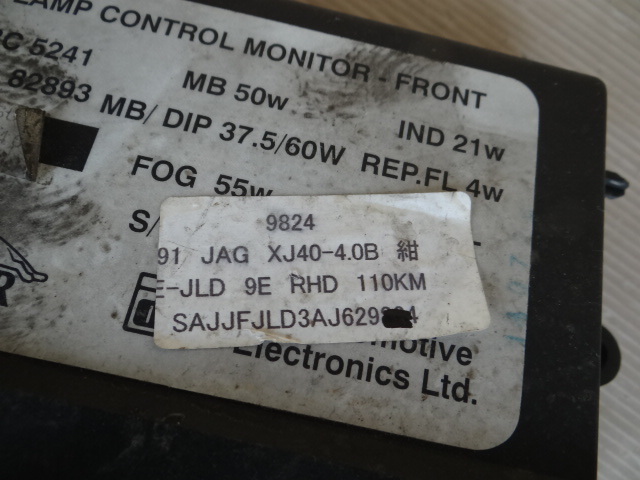 LAMP CONTROL MONITOR - FRONT
5241
MB 50w
IND 21w
82893
MB/ DIP 37.5/60W
REP.FL 4w
FOG 55w
S/
9824
91 JAG XJ40-4.0B 紺
E-JLD 9E RHD 110KM
SAJJFJLD3AJ629
Electronics Ltd.